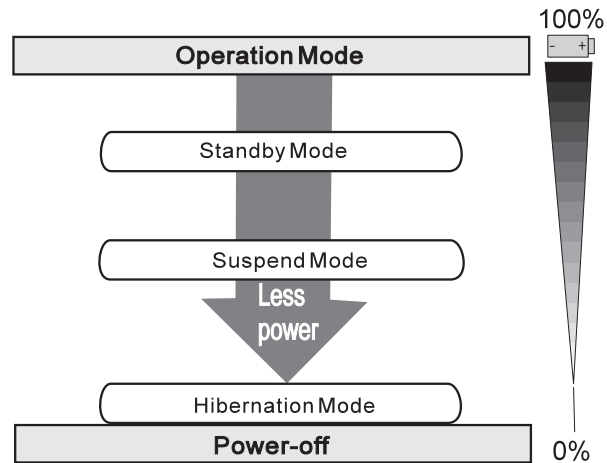 100%
- +
Operation Mode
Standby Mode
Suspend Mode
Less
power
Hibernation Mode
Power-off
0%